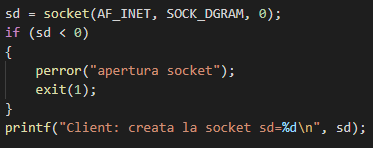 sd = socket(AF_INET, SOCK_DGRAM, 0);
if (sd < 0)
{
    perror("apertura socket");
    exit(1);
}
printf("Client: creata la socket sd=%d\n", sd);